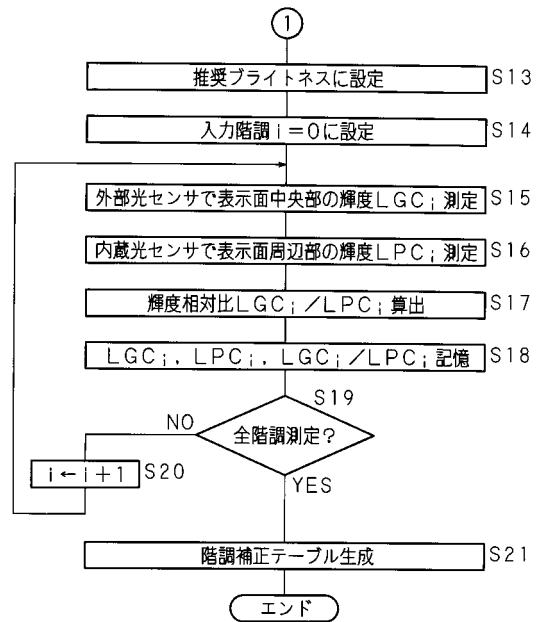 1
推奨ブライトネスに設定 S13
入力階調i=0に設定 S14
外部光センサで表示面中央部の輝度LGCi測定 S15
内蔵光センサで表示面周辺部の輝度LPCi測定 S16
輝度相対比LGCi/LPCi算出 S17
LGCi,LPCi,LGCi/LPCi記憶 S18
S19
NO
全階調測定?
i←i+1 S20
YES
階調補正テーブル生成 S21
エンド